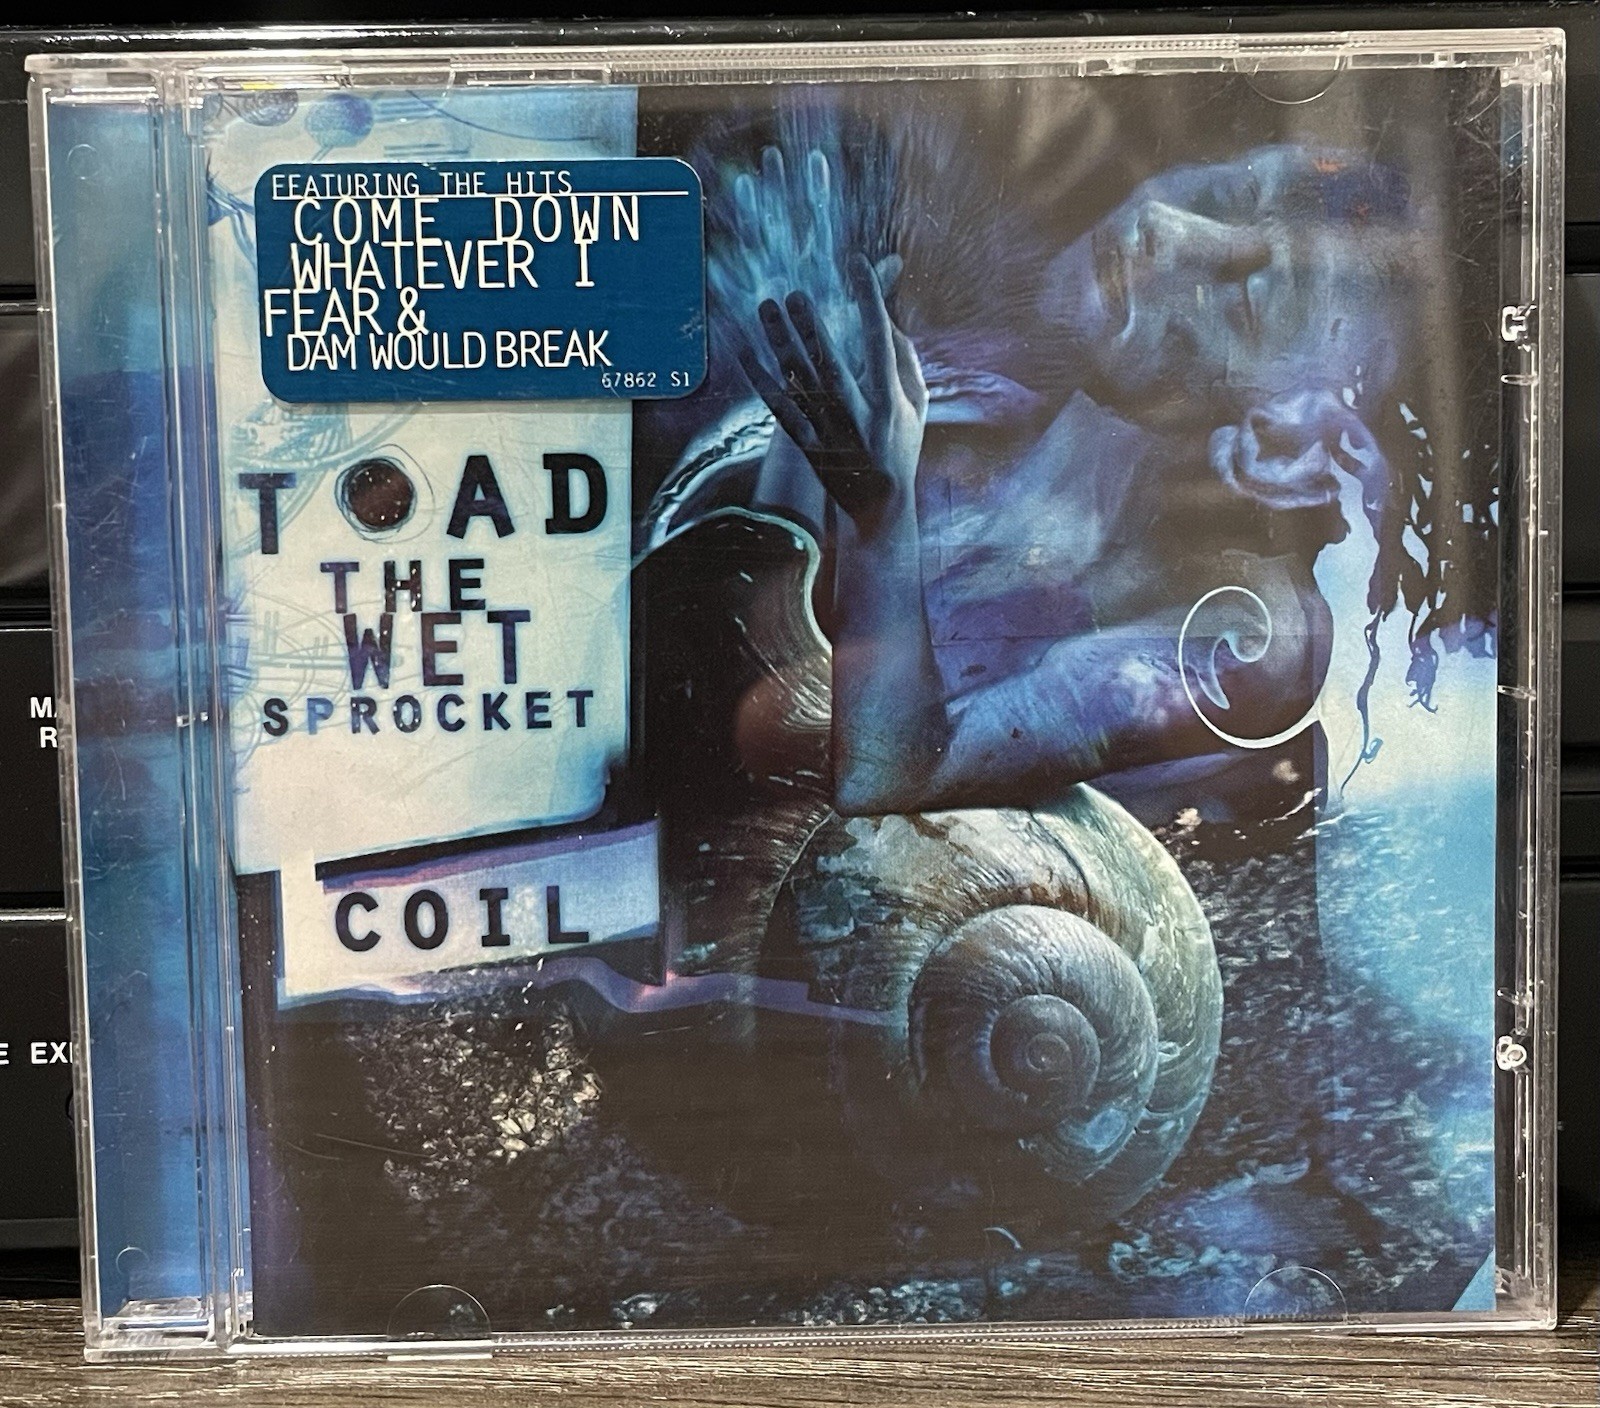 FEATURING THE HITS
COME DOWN
WHATEVER I
FEAR &
DAM WOULD BREAK
67862 S1
TOAD
THE
WET
SPROCKET
COIL